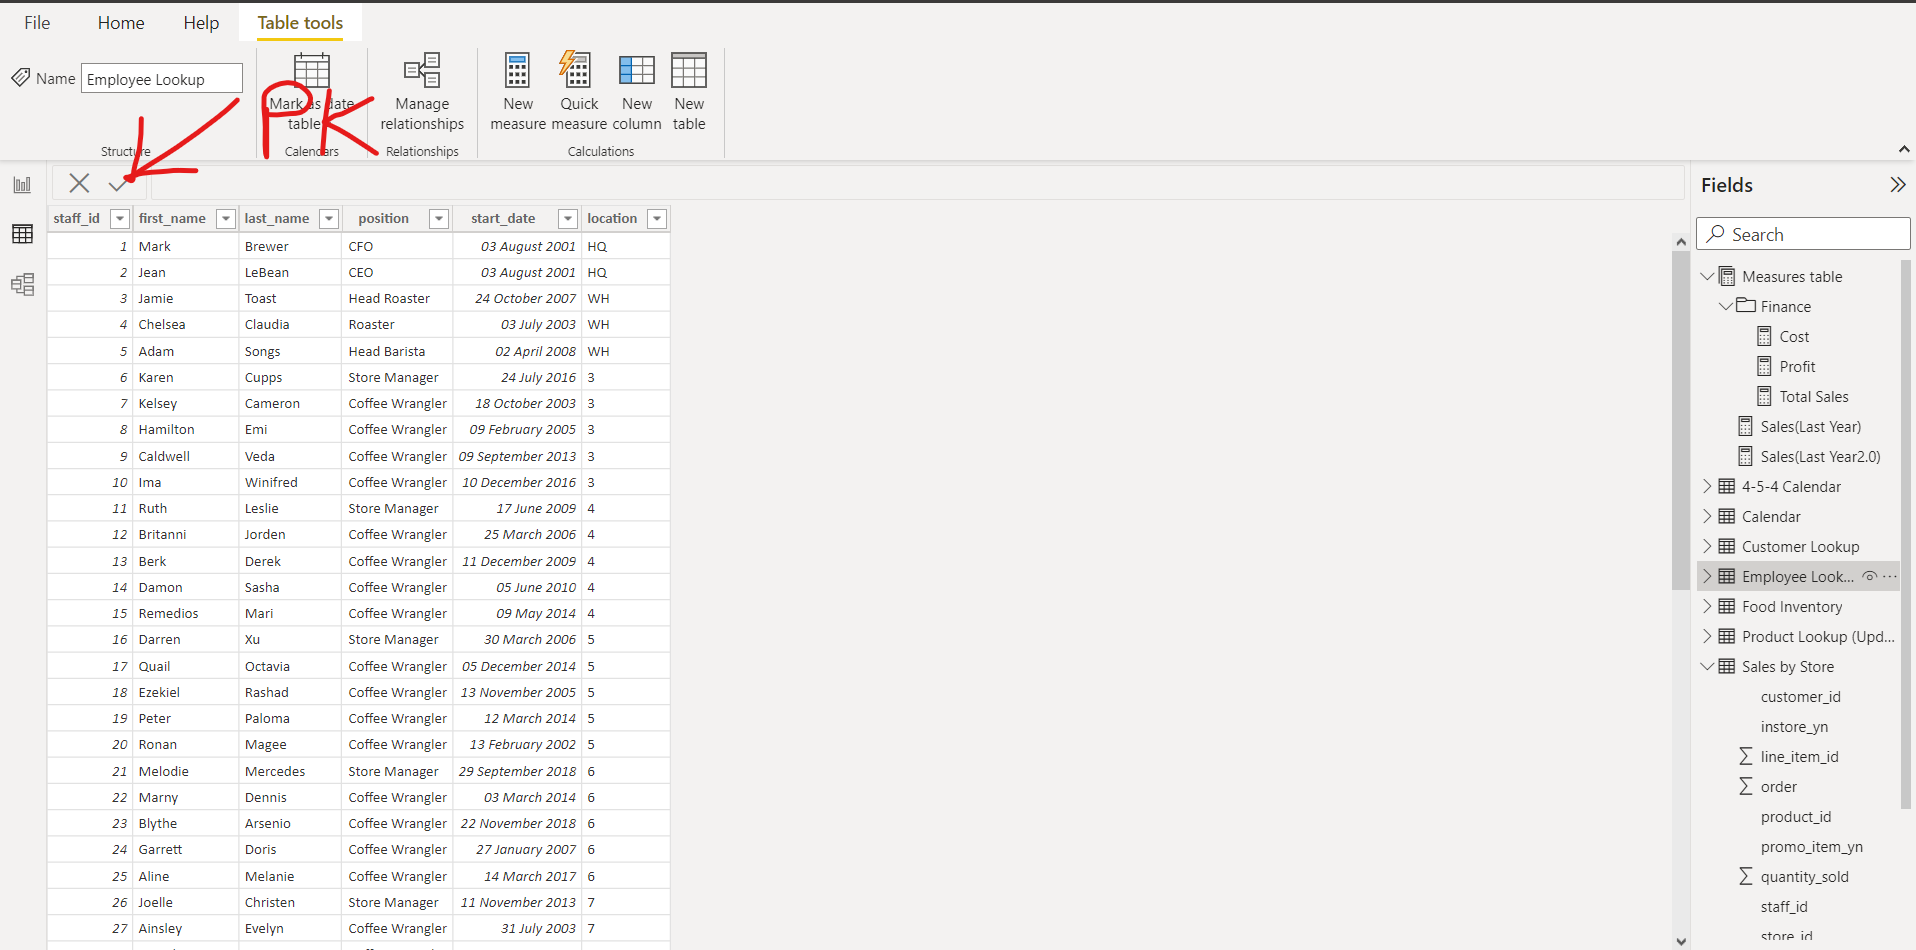 File Home Help Table tools
Name Employee Lookup
Mark as date table
Manage relationships
New measure
Quick measure
New column
New table
Structure Calendars Relationships Calculations
PK
staff_id first_name last_name position start_date location
1 Mark Brewer CFO 03 August 2001 HQ
2 Jean LeBean CEO 03 August 2001 HQ
3 Jamie Toast Head Roaster 24 October 2007 WH
4 Chelsea Claudia Roaster 03 July 2003 WH
5 Adam Songs Head Barista 02 April 2008 WH
6 Karen Cupps Store Manager 24 July 2016 3
7 Kelsey Cameron Coffee Wrangler 18 October 2003 3
8 Hamilton Emi Coffee Wrangler 09 February 2005 3
9 Caldwell Veda Coffee Wrangler 09 September 2013 3
10 Ima Winifred Coffee Wrangler 10 December 2016 3
11 Ruth Leslie Store Manager 17 June 2009 4
12 Britanni Jorden Coffee Wrangler 25 March 2006 4
13 Berk Derek Coffee Wrangler 11 December 2009 4
14 Damon Sasha Coffee Wrangler 05 June 2010 4
15 Remedios Mari Coffee Wrangler 09 May 2014 4
16 Darren Xu Store Manager 30 March 2006 5
17 Quail Octavia Coffee Wrangler 05 December 2014 5
18 Ezekiel Rashad Coffee Wrangler 13 November 2005 5
19 Peter Paloma Coffee Wrangler 12 March 2014 5
20 Ronan Magee Coffee Wrangler 13 February 2002 5
21 Melodie Mercedes Store Manager 29 September 2018 6
22 Marny Dennis Coffee Wrangler 03 March 2014 6
23 Blythe Arsenio Coffee Wrangler 22 November 2018 6
24 Garrett Doris Coffee Wrangler 27 January 2007 6
25 Aline Melanie Coffee Wrangler 14 March 2017 6
26 Joelle Christen Store Manager 11 November 2013 7
27 Ainsley Evelyn Coffee Wrangler 31 July 2003 7
Fields
Search
Measures table
Finance
Cost
Profit
Total Sales
Sales(Last Year)
Sales(Last Year2.0)
4-5-4 Calendar
Calendar
Customer Lookup
Employee Look...
Food Inventory
Product Lookup (Upd...
Sales by Store
customer_id
instore_yn
line_item_id
order
product_id
promo_item_yn
quantity_sold
staff_id
store_id